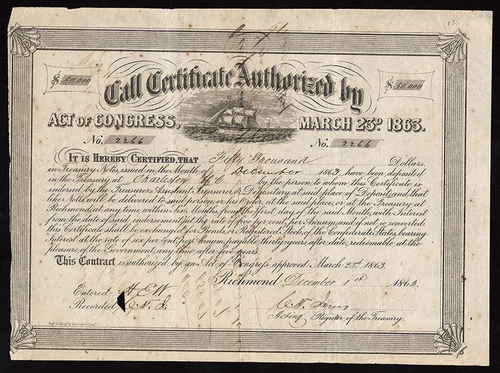 135
$ 50.000 $ 50.000
Call Certificate Authorized by
ACT OF CONGRESS, MARCH 23D 1863.
No. 2266 No. 2266
IT IS HEREBY CERTIFIED, THAT Fifty Thousand Dollars,
in Treasury Notes, issued on the Month of December 1863, have been deposited
in the Treasury at Charleston S.C. by the person to whom this Certificate is
endorsed by the Treasurer, Assistant Treasurer or Depositary at said place of Deposit, and that
like Notes will be delivered to said person, or his Order, at the said place, or at the Treasury at
Richmond, at any time within Six Months, from the first day of the said Month, with Interest
from the date of said endorsement at the rate of five per cent, per Annum, and if not so converted
this Certificate shall be exchanged for Bonds, or Registered Stock of the Confederate States, bearing
Interest at the rate of six per Cent, per Annum, payable thirty years after date, redeemable at the
pleasure of the Government, any time after five years.
This Contract is authorized by an Act of Congress, approved March 23d 1863.
Richmond December 1st 1863
Entered
Recorded
Acting Register of the Treasury.